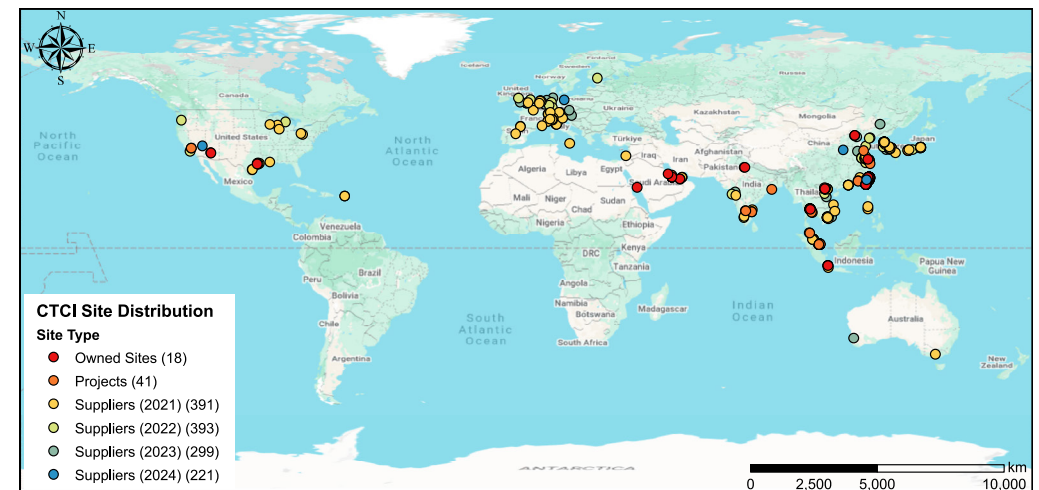 N
W E
S
Iceland
Finland
Sweden
Norway
Russia
Canada
United
Ukraine
Kazakhstan
Mongolia
North
Pacific
Ocean
United States
North
Atlantic
Ocean
Türkiye
Afghanistan
China
Japan
Iraq
Iran
Pakistan
Algeria
Libya
Egypt
Saudi
Mexico
India
Mali
Niger
Sudan
Chad
Thailand
Venezuela
Nigeria
Ethiopia
Colombia
Kenya
DRC
Tanzania
Indonesia
Papua New
Guinea
Peru
Brazil
Angola
Bolivia
Namibia
Botswana
Madagascar
Indian
Ocean
Australia
South
Atlantic
Ocean
Chile
South Africa
Argentina
New
Zealand
CTCI Site Distribution
Site Type
Owned Sites (18)
Projects (41)
Suppliers (2021) (391)
Suppliers (2022) (393)
Suppliers (2023) (299)
Suppliers (2024) (221)
ANTARCTICA
km
0 2,500 5,000 10,000